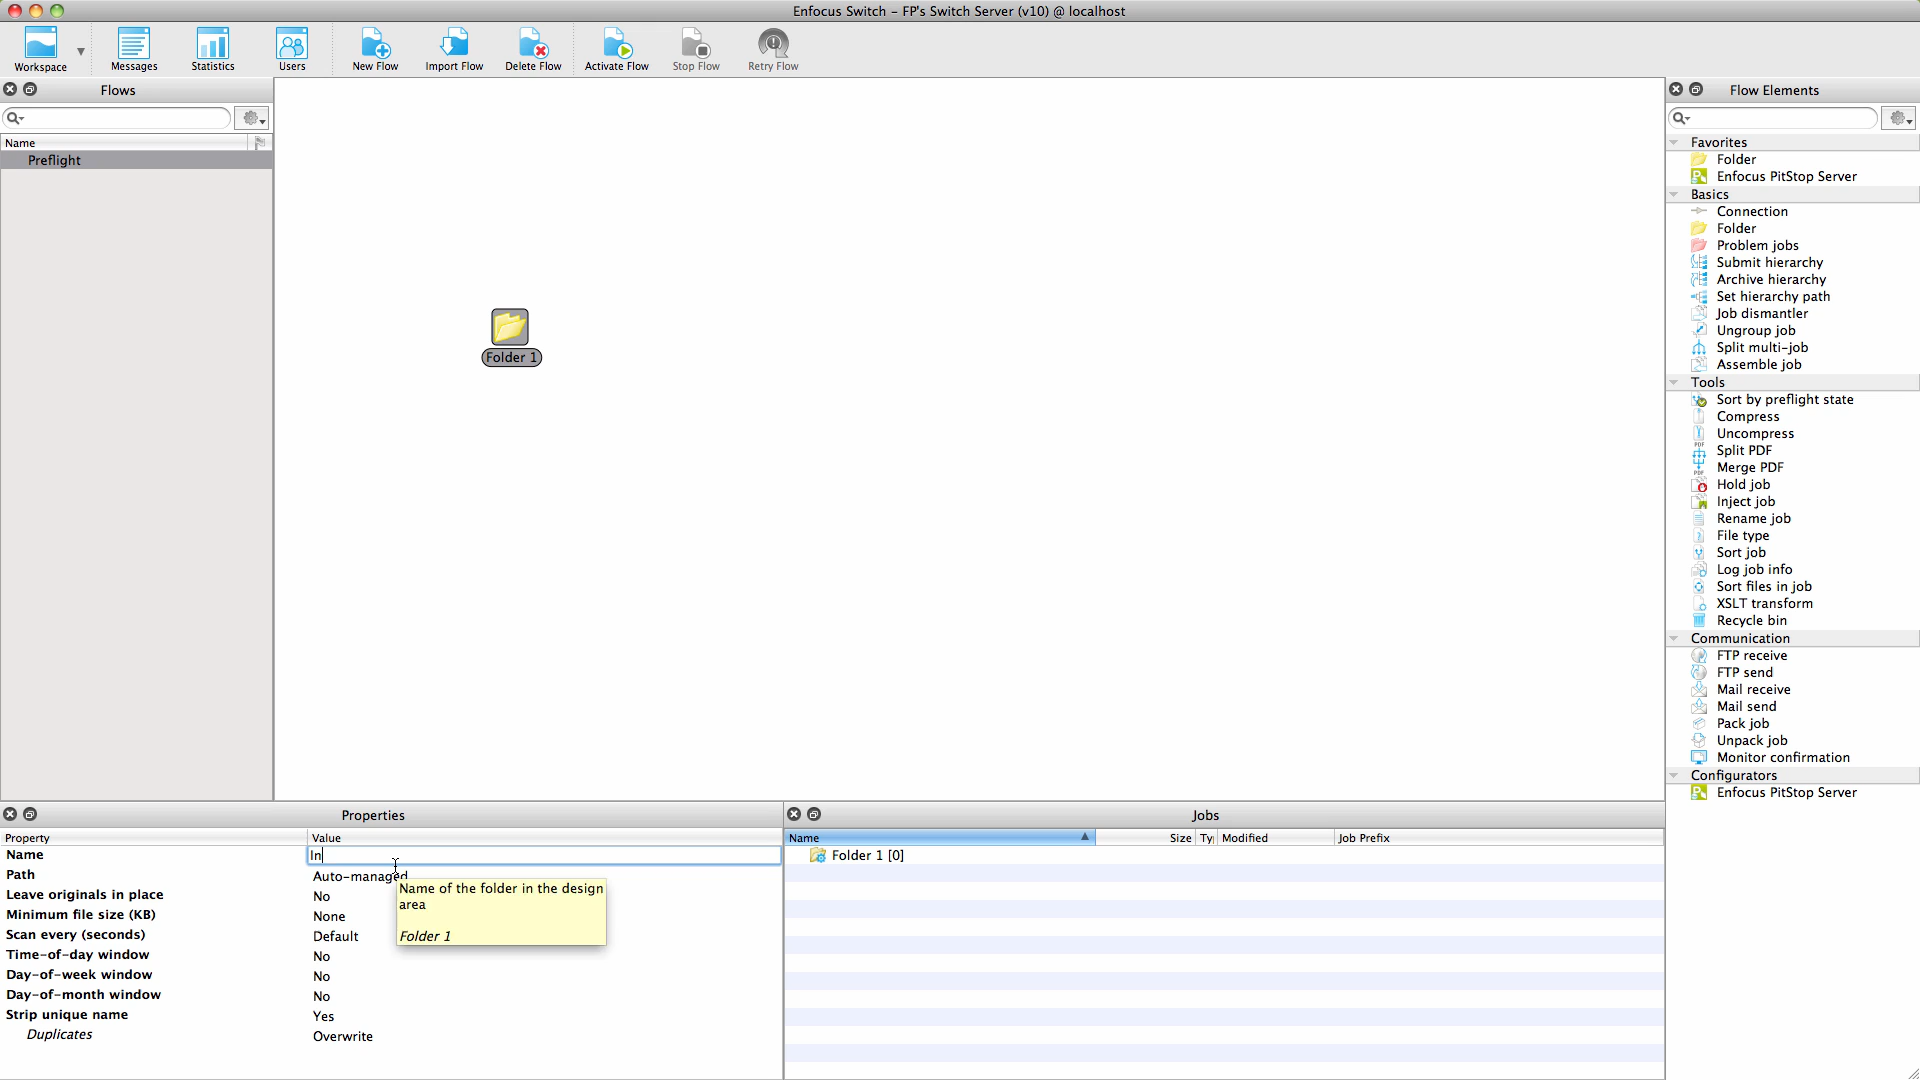 Enfocus Switch – FP's Switch Server (v10) @ localhost
Workspace
Messages
Statistics
Users
New Flow
Import Flow
Delete Flow
Activate Flow
Stop Flow
Retry Flow
Flows
Name
Preflight
Folder 1
Flow Elements
Favorites
Folder
Enfocus PitStop Server
Basics
Connection
Folder
Problem jobs
Submit hierarchy
Archive hierarchy
Set hierarchy path
Job dismantler
Ungroup job
Split multi-job
Assemble job
Tools
Sort by preflight state
Compress
Uncompress
Split PDF
Merge PDF
Hold job
Inject job
Rename job
File type
Sort job
Log job info
Sort files in job
XSLT transform
Recycle bin
Communication
FTP receive
FTP send
Mail receive
Mail send
Pack job
Unpack job
Monitor confirmation
Configurators
Enfocus PitStop Server
Properties
Property Value
Name In
Path Auto-managed
Leave originals in place No
Minimum file size (KB) None
Scan every (seconds) Default
Time-of-day window No
Day-of-week window No
Day-of-month window No
Strip unique name Yes
Duplicates Overwrite
Name of the folder in the design
area
Folder 1
Jobs
Name Size Ty Modified Job Prefix
Folder 1 [0]